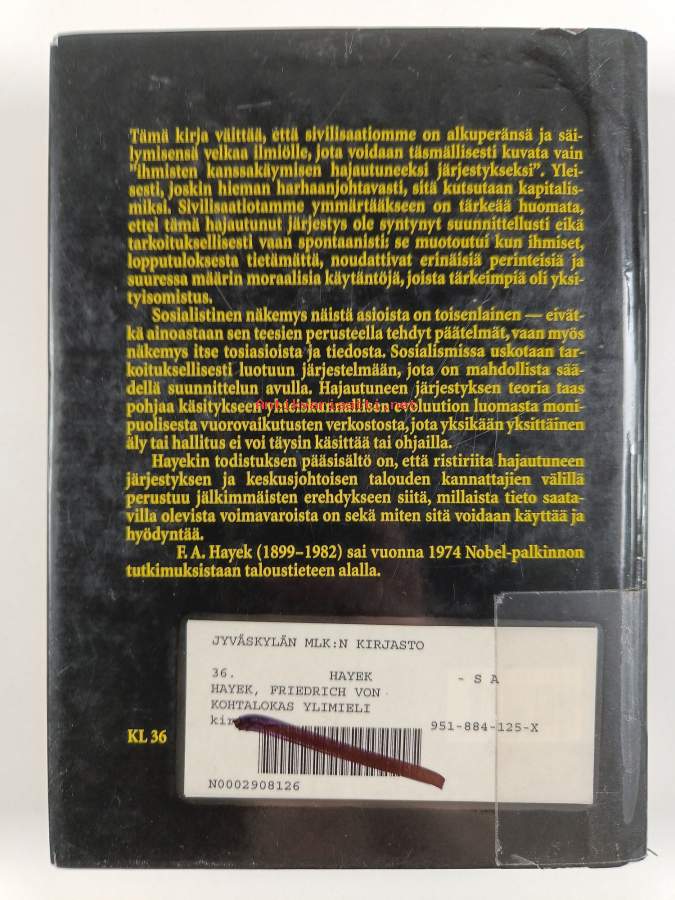 Tämä kirja väittää, että sivilisaatiomme on alkuperänsä ja säi-
lymisensä velkaa ilmiölle, jota voidaan täsmällisesti kuvata vain
"ihmisten kanssakäymisen hajautuneeksi järjestykseksi". Ylei-
sesti, joskin hieman harhaanjohtavasti, sitä kutsutaan kapitalis-
miksi. Sivilisaatiotamme ymmärtääkseen on tärkeää huomata,
ettei tämä hajautunut järjestys ole syntynyt suunnittellusti eikä
tarkoituksellisesti vaan spontaanisti: se muotoutui kun ihmiset,
lopputuloksesta tietämättä, noudattivat erinäisiä perinteisiä ja
suuressa määrin moraalisia käytäntöjä, joista tärkeimpiä oli yksi-
tyisomistus.
Sosialistinen näkemys näistä asioista on toisenlainen — eivät-
kä ainoastaan sen teesien perusteella tehdyt päätelmät, vaan myös
näkemys itse tosiasioista ja tiedosta. Sosialismissa uskotaan tar-
koituksellisesti luotuun järjestelmään, jota on mahdollista sää-
dellä suunnittelun avulla. Hajautuneen järjestyksen teoria taas
pohjaa käsitykseen yhteiskunnallisen evoluution luomasta moni-
puolisesta vuorovaikutusten verkostosta, jota yksikään yksittäinen
äly tai hallitus ei voi täysin käsittää tai ohjailla.
Hayekin todistuksen pääsisältö on, että ristiriita hajautuneen
järjestyksen ja keskusjohtoisen talouden kannattajien välillä
perustuu jälkimmäisten erehdykseen siitä, millaista tieto saata-
villa olevista voimavaroista on sekä miten sitä voidaan käyttää ja
hyödyntää.
F. A. Hayek (1899–1982) sai vuonna 1974 Nobel-palkinnon
tutkimuksistaan taloustieteen alalla.
JYVÄSKYLÄN MLK:N KIRJASTO
36. HAYEK - S A
HAYEK, FRIEDRICH VON
KOHTALOKAS YLIMIELI
951-884-125-X
KL 36
N0002908126